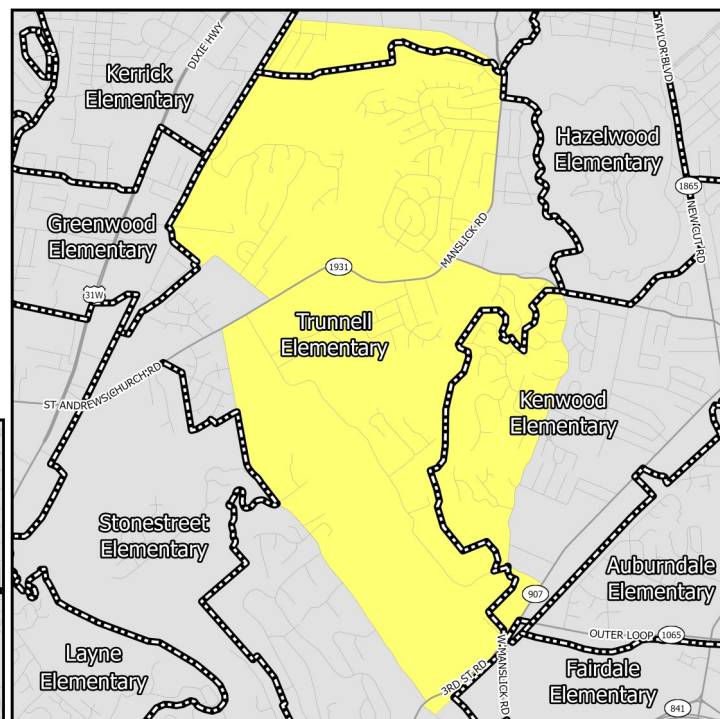 DIXIE HWY
TAYLOR BLVD
Kerrick
Elementary
Hazelwood
Elementary
1865
NEW CUT RD
Greenwood
Elementary
MANSLICK RD
1931
31W
Trunnell
Elementary
ST ANDREWS CHURCH RD
Kenwood
Elementary
Stonestreet
Elementary
Auburndale
Elementary
907
OUTER LOOP
1065
Layne
Elementary
W MANSLICK RD
3RD ST RD
Fairdale
Elementary
841